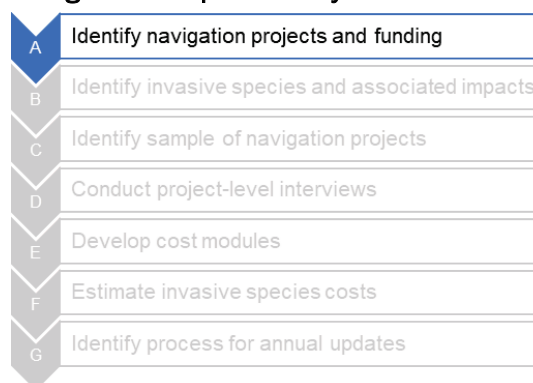 A Identify navigation projects and funding
B Identify invasive species and associated impacts
C Identify sample of navigation projects
D Conduct project-level interviews
E Develop cost modules
F Estimate invasive species costs
G Identify process for annual updates